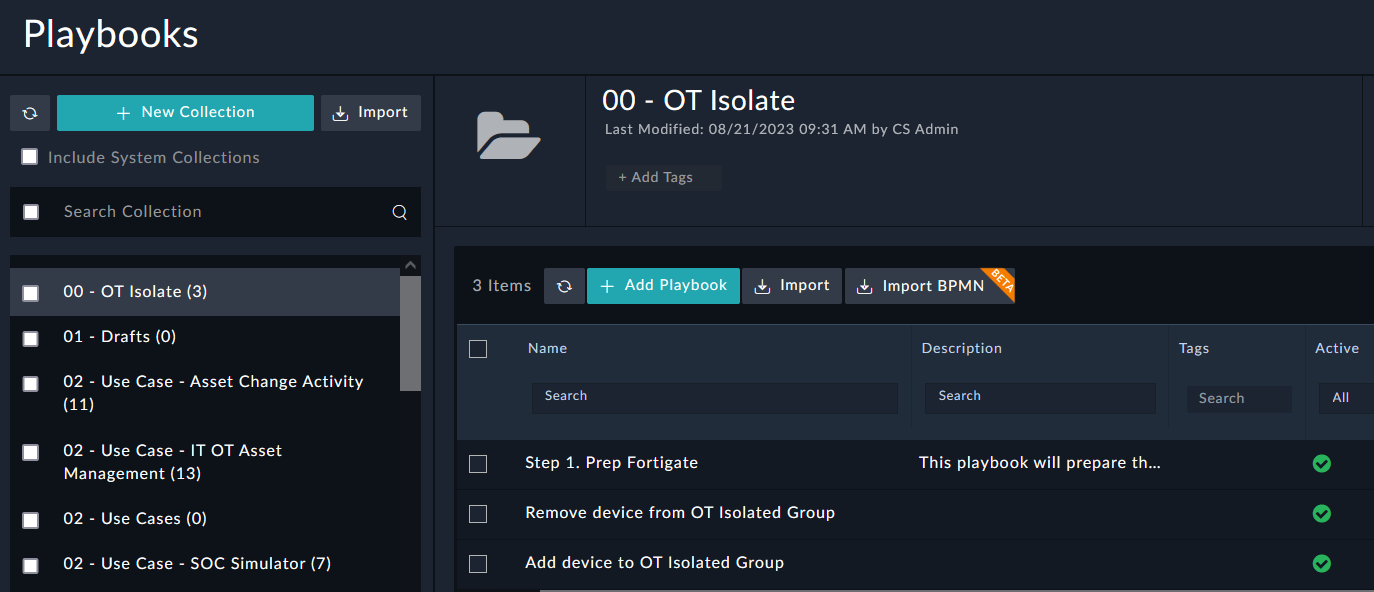 Playbooks
+ New Collection
Import
Include System Collections
Search Collection
00 - OT Isolate (3)
01 - Drafts (0)
02 - Use Case - Asset Change Activity
(11)
02 - Use Case - IT OT Asset
Management (13)
02 - Use Cases (0)
02 - Use Case - SOC Simulator (7)
00 - OT Isolate
Last Modified: 08/21/2023 09:31 AM by CS Admin
+ Add Tags
3 Items
+ Add Playbook
Import
Import BPMN
BETA
Name
Description
Tags
Active
Search
Search
Search
All
Step 1. Prep Fortigate
This playbook will prepare th...
Remove device from OT Isolated Group
Add device to OT Isolated Group